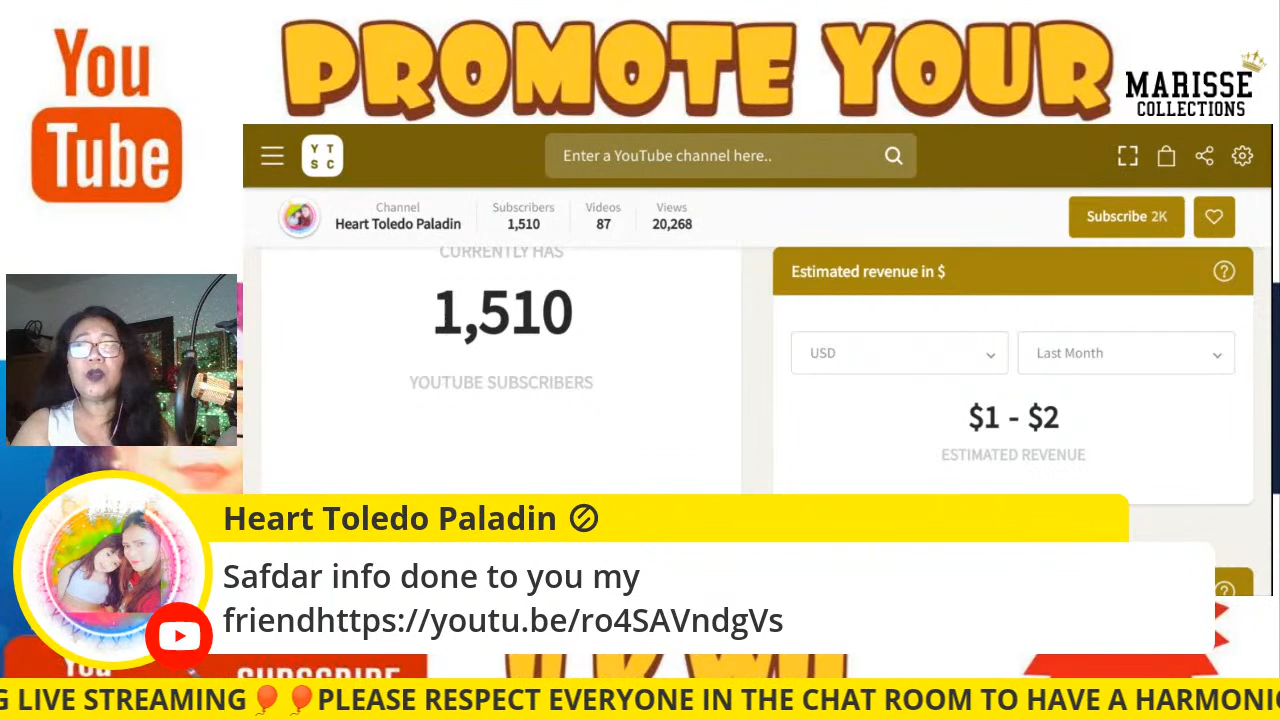 You
Tube
PROMOTE YOUR
MARISSE
COLLECTIONS
Y T
S C
Enter a YouTube channel here..
Channel
Heart Toledo Paladin
Subscribers
1,510
Videos
87
Views
20,268
Subscribe 2K
CURRENTLY HAS
1,510
YOUTUBE SUBSCRIBERS
Estimated revenue in $
?
USD
Last Month
$1 - $2
ESTIMATED REVENUE
?
Heart Toledo Paladin
Safdar info done to you my
friendhttps://youtu.be/ro4SAVndgVs
You
SUBSCRIBE
G LIVE STREAMING🎈🎈PLEASE RESPECT EVERYONE IN THE CHAT ROOM TO HAVE A HARMONI